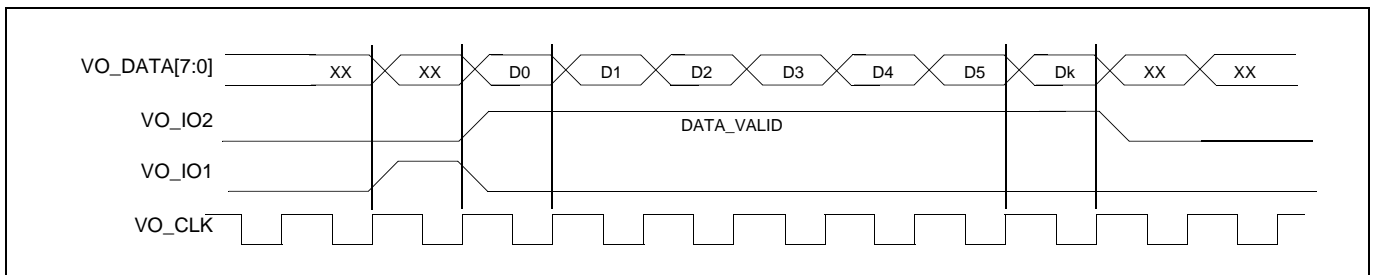 VO_DATA[7:0] XX XX D0 D1 D2 D3 D4 D5 Dk XX XX
VO_IO2 DATA_VALID
VO_IO1
VO_CLK